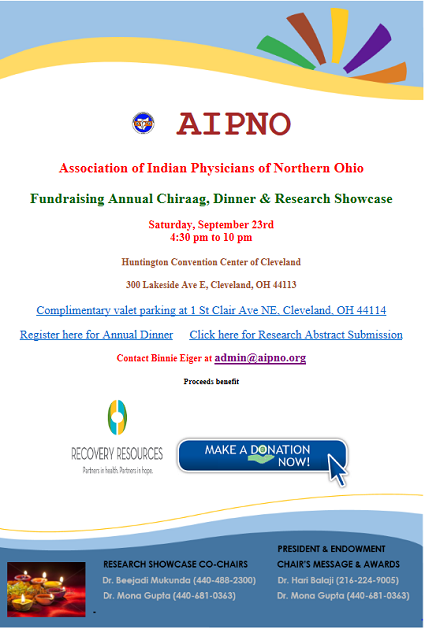 AIPNO
Association of Indian Physicians of Northern Ohio
Fundraising Annual Chiraag, Dinner & Research Showcase
Saturday, September 23rd
4:30 pm to 10 pm
Huntington Convention Center of Cleveland
300 Lakeside Ave E, Cleveland, OH 44113
Complimentary valet parking at 1 St Clair Ave NE, Cleveland, OH 44114
Register here for Annual Dinner Click here for Research Abstract Submission
Contact Binnie Eiger at admin@aipno.org
Proceeds benefit
RECOVERY RESOURCES
Partners in health. Partners in hope.
MAKE A DONATION
NOW!
RESEARCH SHOWCASE CO-CHAIRS
Dr. Beejadi Mukunda (440-488-2300)
Dr. Mona Gupta (440-681-0363)
PRESIDENT & ENDOWMENT
CHAIR'S MESSAGE & AWARDS
Dr. Hari Balaji (216-224-9005)
Dr. Mona Gupta (440-681-0363)